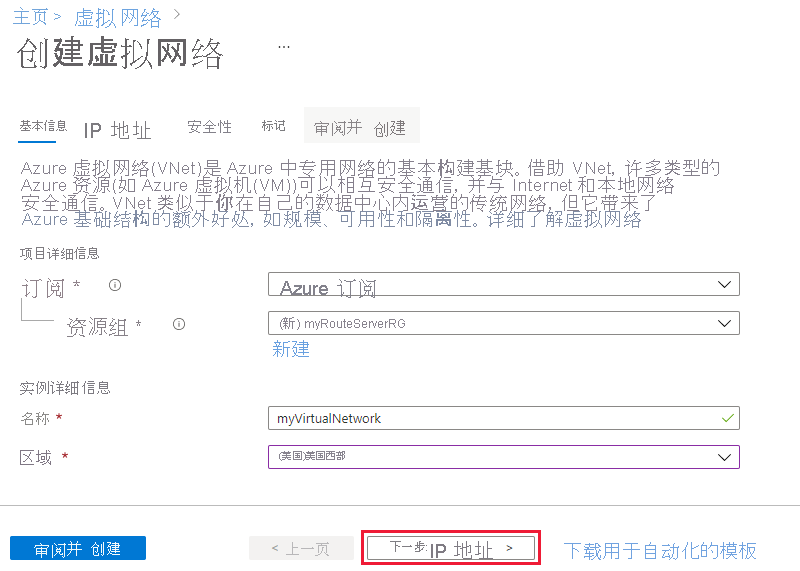 主页> 虚拟网络 >
创建虚拟网络 ...
基本信息 IP 地址 安全性 标记 审阅并 创建
Azure 虚拟网络(VNet)是 Azure 中专用网络的基本构建基块。借助 VNet, 许多类型的
Azure 资源(如 Azure 虚拟机(VM))可以相互安全通信, 并与 Internet 和本地网络
安全通信。VNet 类似于你在自己的数据中心内运营的传统网络, 但它带来了
Azure 基础结构的额外好处, 如规模、可用性和隔离性。详细了解虚拟网络
项目详细信息
订阅 * Azure 订阅
资源组 * (新) myRouteServerRG
新建
实例详细信息
名称 * myVirtualNetwork
区域 * (美国)美国西部
审阅并 创建 < 上一页 下一步:IP 地址 > 下载用于自动化的模板